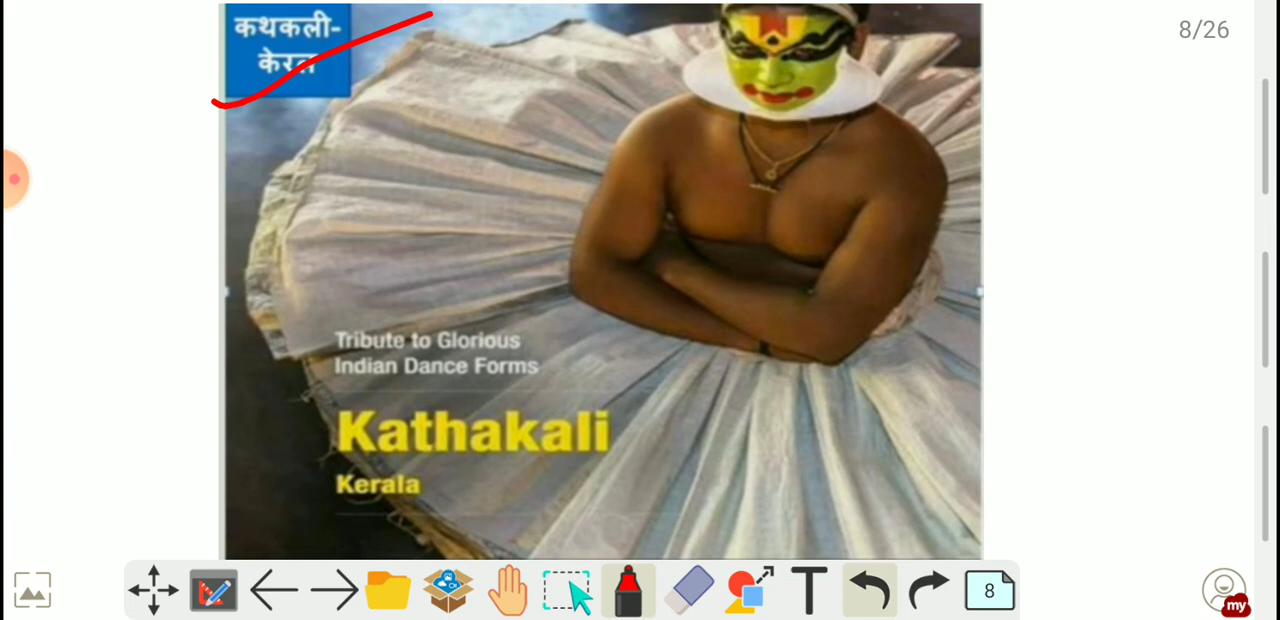 कथकली-
केरल
8/26
Tribute to Glorious
Indian Dance Forms
Kathakali
Kerala
T
8
my